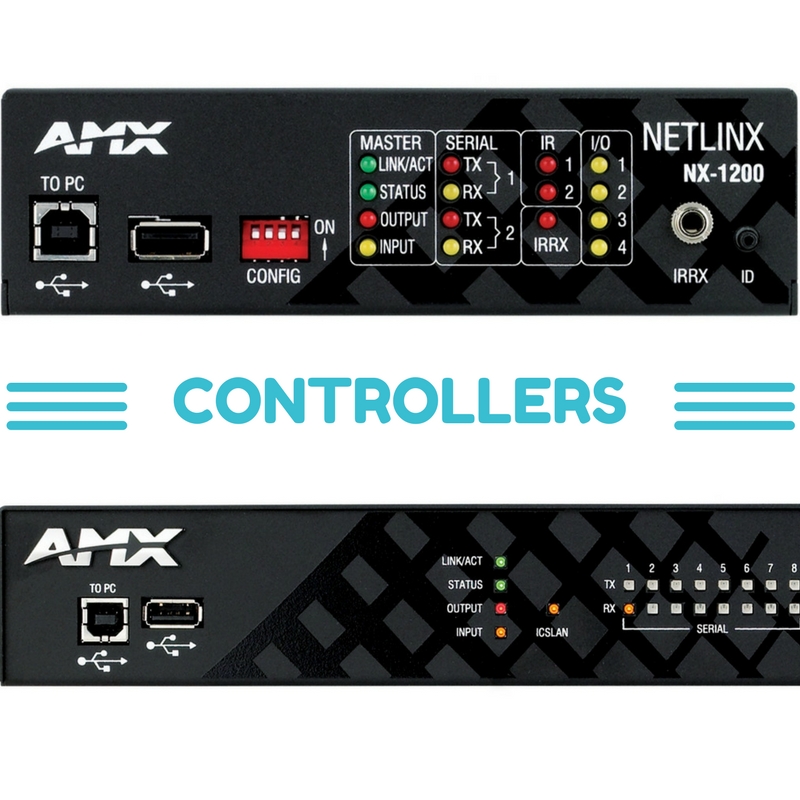 AMX
TO PC
ON
CONFIG
MASTER
LINK/ACT
STATUS
OUTPUT
INPUT
SERIAL
TX
RX
1
TX
RX
2
IR
1
2
IRRX
I/O
1
2
3
4
NETLINX
NX-1200
IRRX
ID
CONTROLLERS
AMX
TO PC
LINK/ACT
STATUS
OUTPUT
INPUT
ICSLAN
1 2 3 4 5 6 7 8
TX
RX
SERIAL